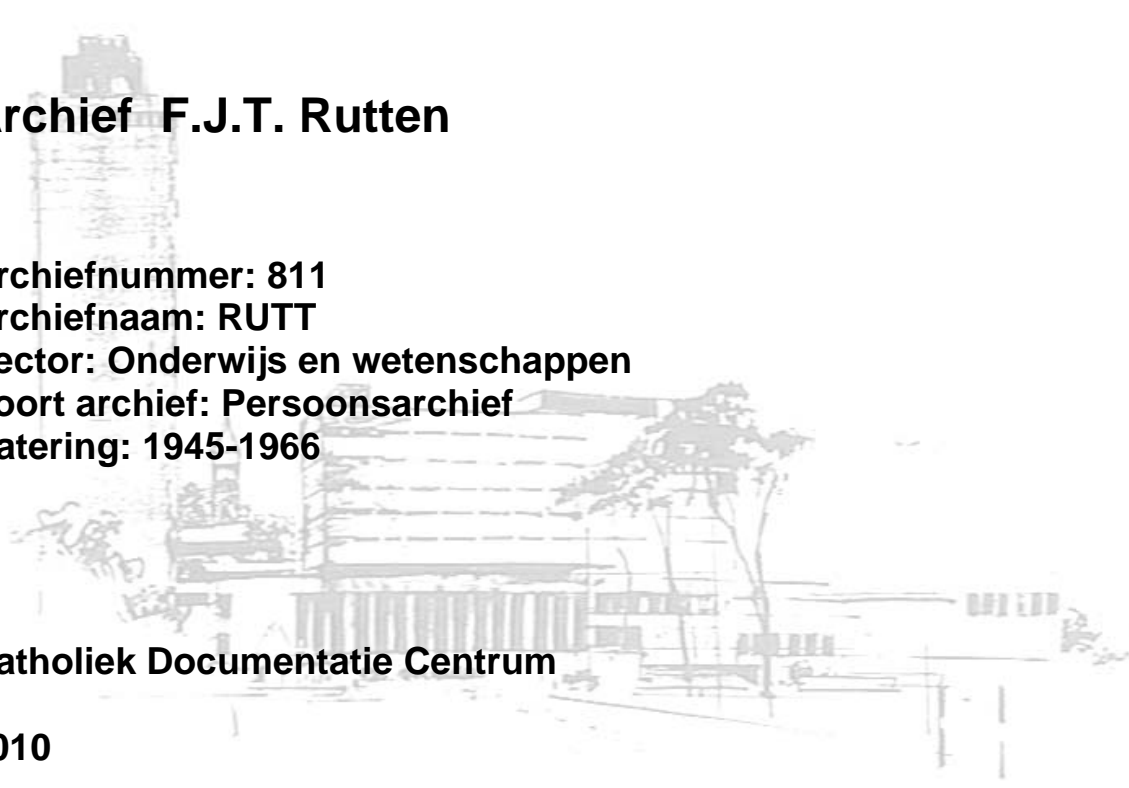 rchief F.J.T. Rutten
rchiefnummer: 811
rchiefnaam: RUTT
ector: Onderwijs en wetenschappen
oort archief: Persoonsarchief
atering: 1945-1966
atholiek Documentatie Centrum
010